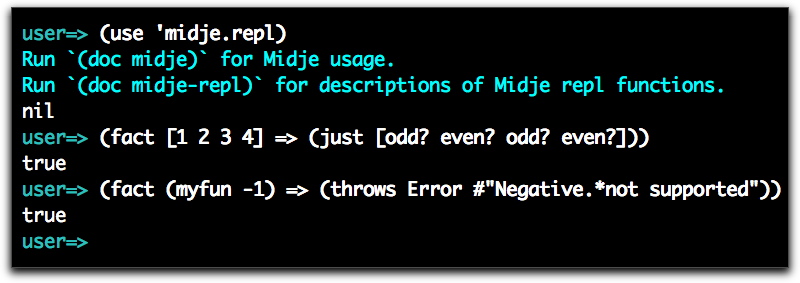 user=> (use 'midje.repl)
Run `(doc midje)` for Midje usage.
Run `(doc midje-repl)` for descriptions of Midje repl functions.
nil
user=> (fact [1 2 3 4] => (just [odd? even? odd? even?]))
true
user=> (fact (myfun -1) => (throws Error #"Negative.*not supported"))
true
user=>